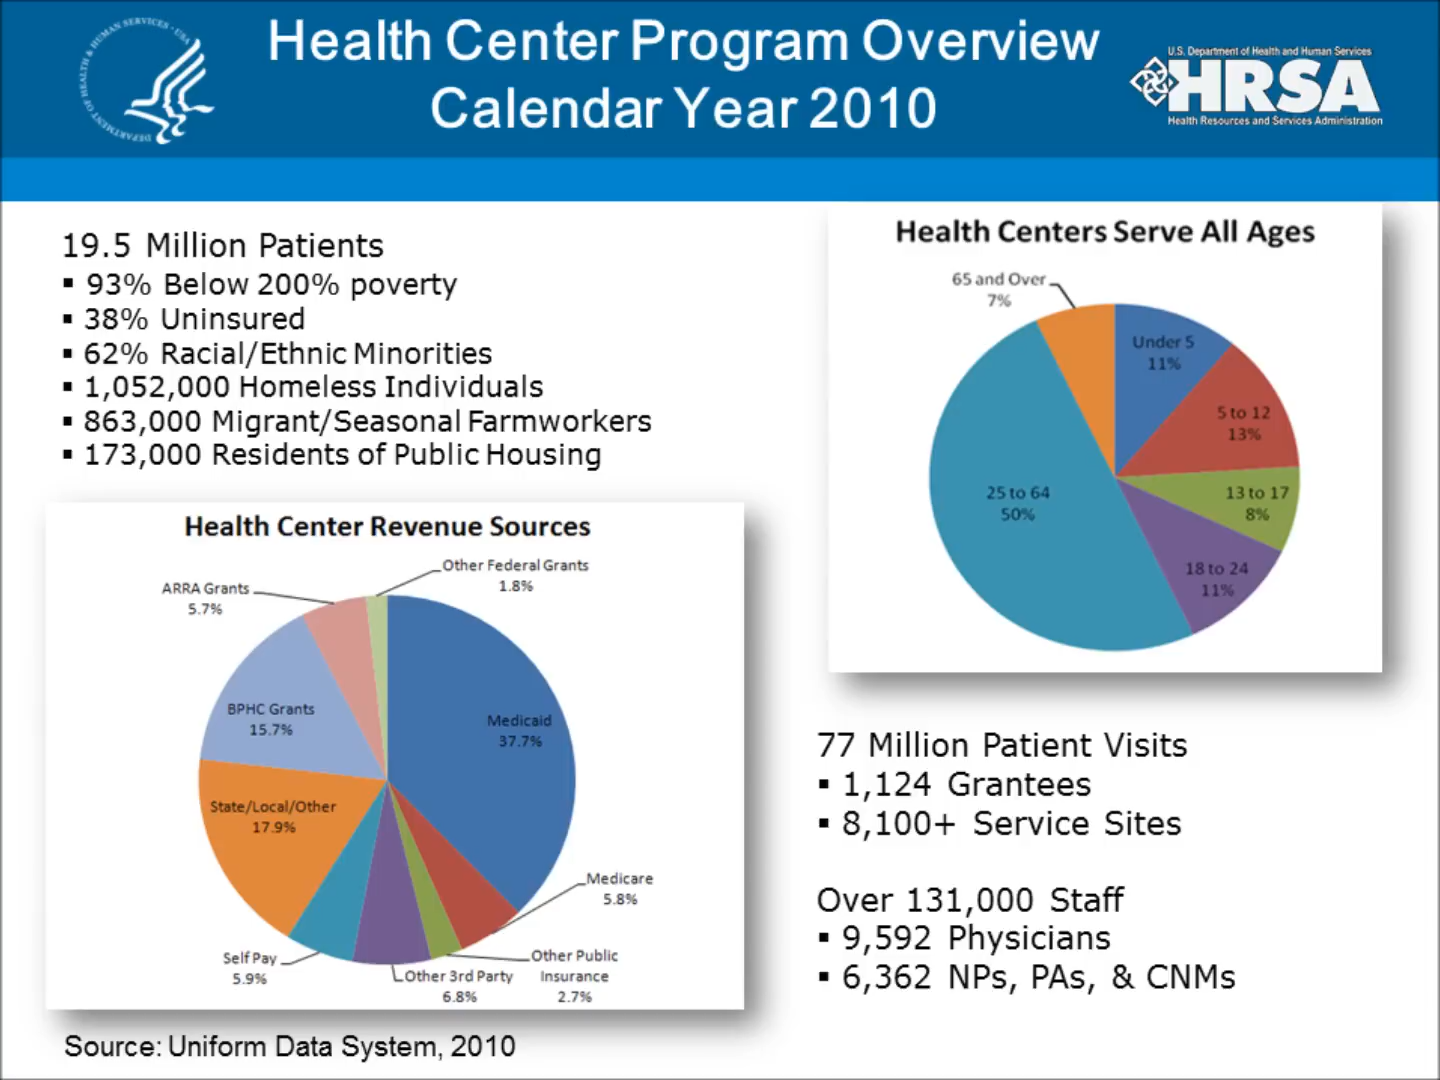 DEPARTMENT OF HEALTH & HUMAN SERVICES · USA
Health Center Program Overview
Calendar Year 2010
U.S. Department of Health and Human Services
HRSA
Health Resources and Services Administration
19.5 Million Patients
▪ 93% Below 200% poverty
▪ 38% Uninsured
▪ 62% Racial/Ethnic Minorities
▪ 1,052,000 Homeless Individuals
▪ 863,000 Migrant/Seasonal Farmworkers
▪ 173,000 Residents of Public Housing
Health Centers Serve All Ages
65 and Over
7%
Under 5
11%
5 to 12
13%
13 to 17
8%
18 to 24
11%
25 to 64
50%
Health Center Revenue Sources
Other Federal Grants
1.8%
ARRA Grants
5.7%
BPHC Grants
15.7%
Medicaid
37.7%
State/Local/Other
17.9%
Medicare
5.8%
Self Pay
5.9%
Other 3rd Party
6.8%
Other Public
Insurance
2.7%
77 Million Patient Visits
▪ 1,124 Grantees
▪ 8,100+ Service Sites
Over 131,000 Staff
▪ 9,592 Physicians
▪ 6,362 NPs, PAs, & CNMs
Source: Uniform Data System, 2010